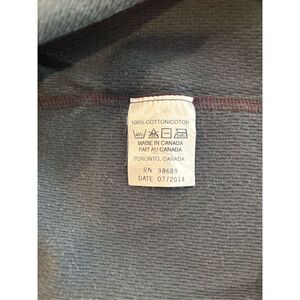 100% COTTON/COTON
MADE IN CANADA
FAIT AU CANADA
TORONTO, CANADA
RN 98689
DATE 07/2014